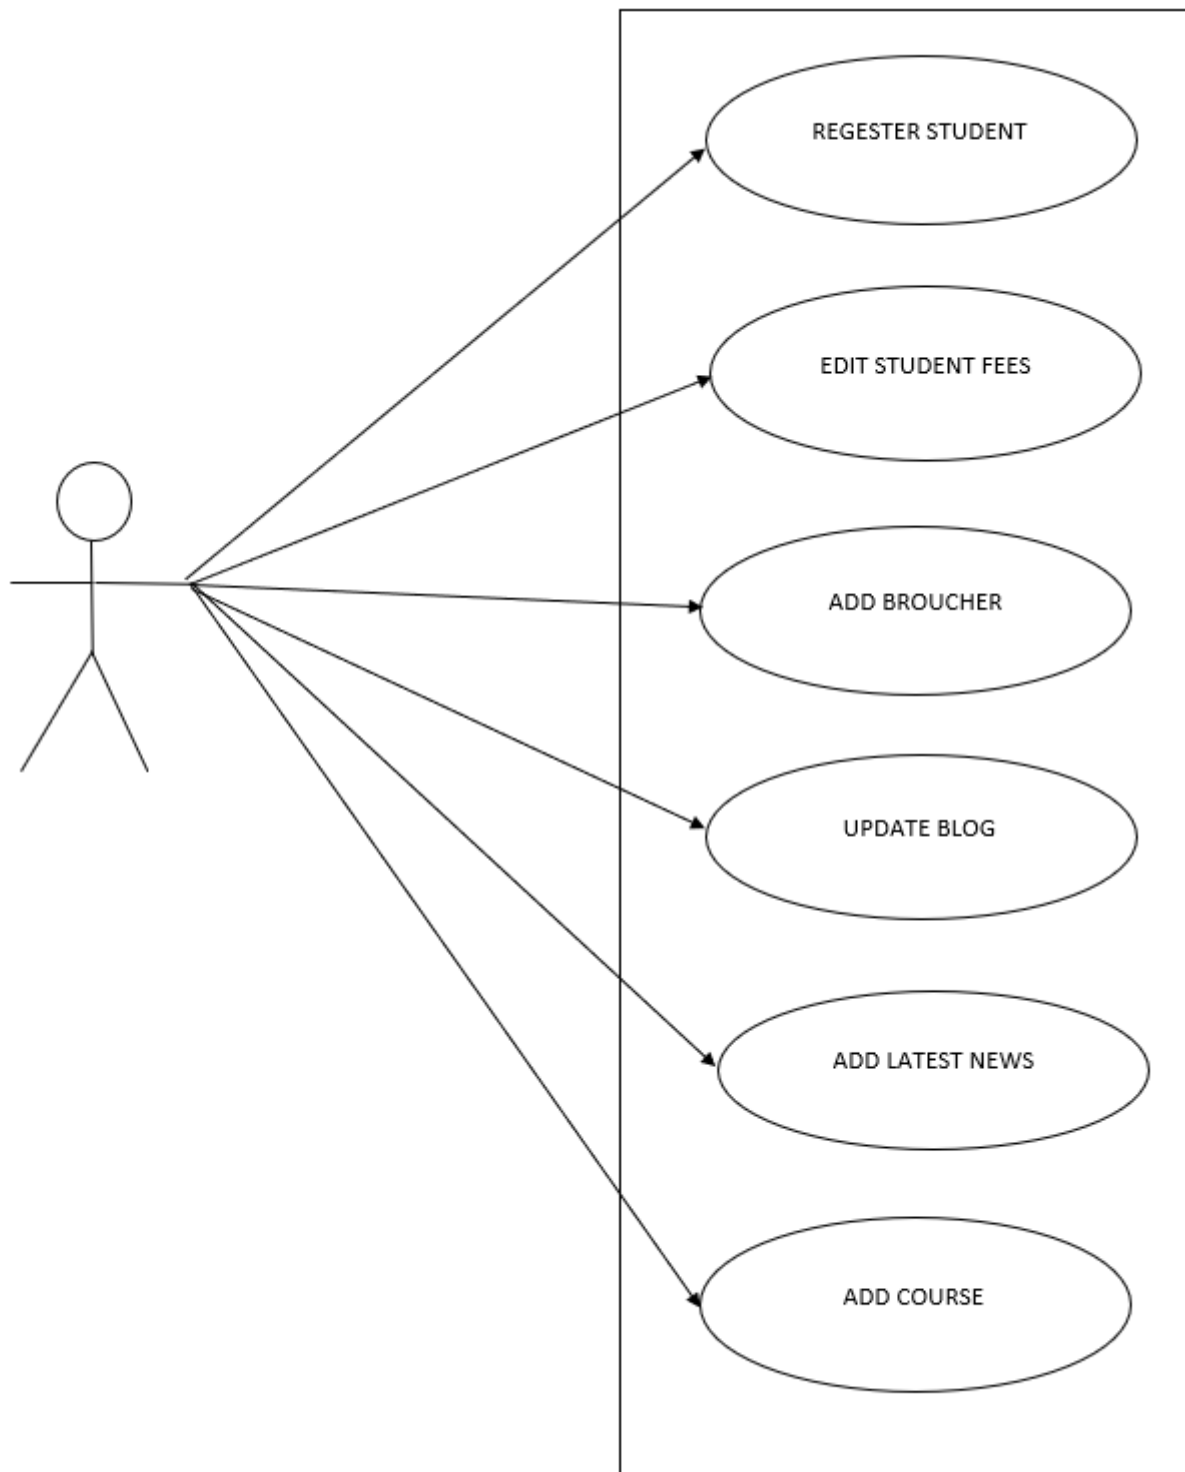 REGESTER STUDENT
EDIT STUDENT FEES
ADD BROUCHER
UPDATE BLOG
ADD LATEST NEWS
ADD COURSE